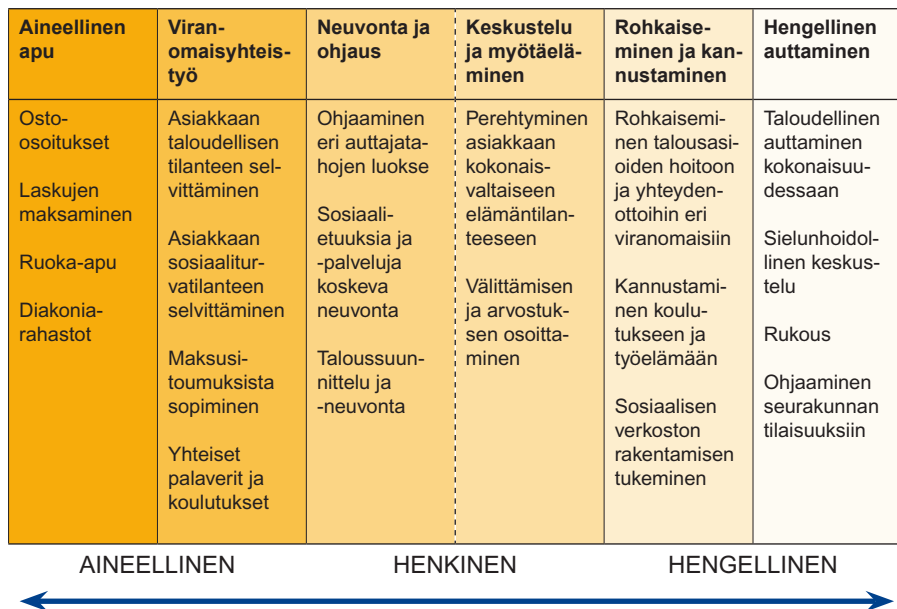 Aineellinen
apu
Viran-
omaisyhteis-
työ
Neuvonta ja
ohjaus
Keskustelu
ja myötäelä-
minen
Rohkaise-
minen ja kan-
nustaminen
Hengellinen
auttaminen
Osto-
osoitukset
Laskujen
maksaminen
Ruoka-apu
Diakonia-
rahastot
Asiakkaan
taloudellisen
tilanteen sel-
vittäminen
Asiakkaan
sosiaalitur-
vatilanteen
selvittäminen
Maksusi-
toumuksista
sopiminen
Yhteiset
palaverit ja
koulutukset
Ohjaaminen
eri auttajata-
hojen luokse
Sosiaali-
etuuksia ja
-palveluja
koskeva
neuvonta
Taloussuun-
nittelu ja
-neuvonta
Perehtyminen
asiakkaan
kokonais-
valtaiseen
elämäntilan-
teeseen
Välittämisen
ja arvostuk-
sen osoitta-
minen
Rohkaisemi-
nen talousasi-
oiden hoitoon
ja yhteyden-
ottoihin eri
viranomaisiin
Kannustami-
nen koulu-
tukseen ja
työelämään
Sosiaalisen
verkoston
rakentamisen
tukeminen
Taloudellinen
auttaminen
kokonaisuu-
dessaan
Sielunhoidol-
linen keskus-
telu
Rukous
Ohjaaminen
seurakunnan
tilaisuuksiin
AINEELLINEN
HENKINEN
HENGELLINEN